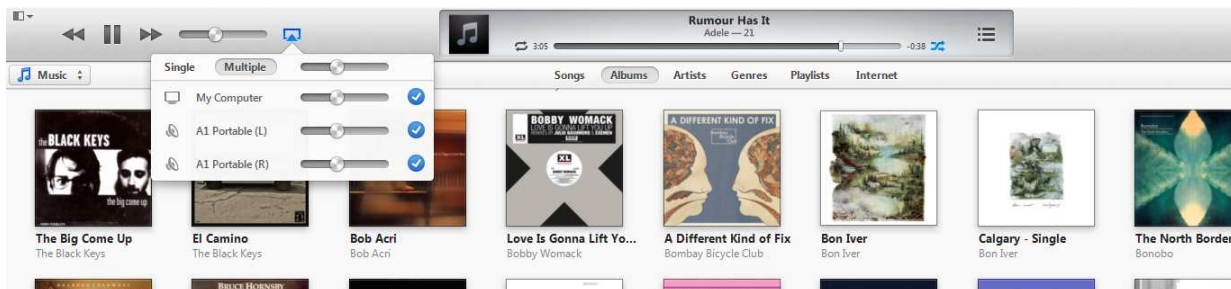 Rumour Has It
Adele — 21
3:05
-0:38
Single Multiple
My Computer
A1 Portable (L)
A1 Portable (R)
Music
Songs Albums Artists Genres Playlists Internet
the BLACK KEYS
the big come up
BOBBY WOMACK
LOVE IS GONNA LIFT YOU UP
XL
A DIFFERENT KIND OF FIX
Bombay Bicycle Club
The Big Come Up
The Black Keys
El Camino
The Black Keys
Bob Acri
Bob Acri
Love Is Gonna Lift Yo...
Bobby Womack
A Different Kind of Fix
Bombay Bicycle Club
Bon Iver
Bon Iver
Calgary - Single
Bon Iver
The North Border
Bonobo
BRUCE HORNSBY